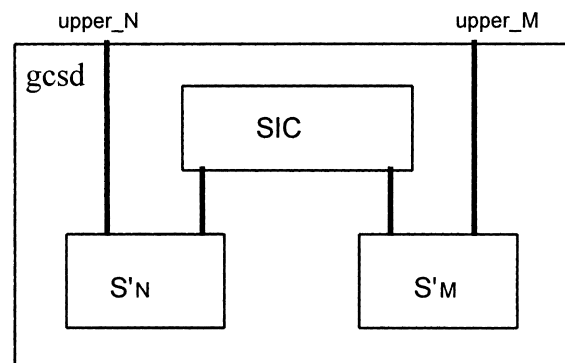 upper_N
upper_M
gcsd
SIC
S'N
S'M